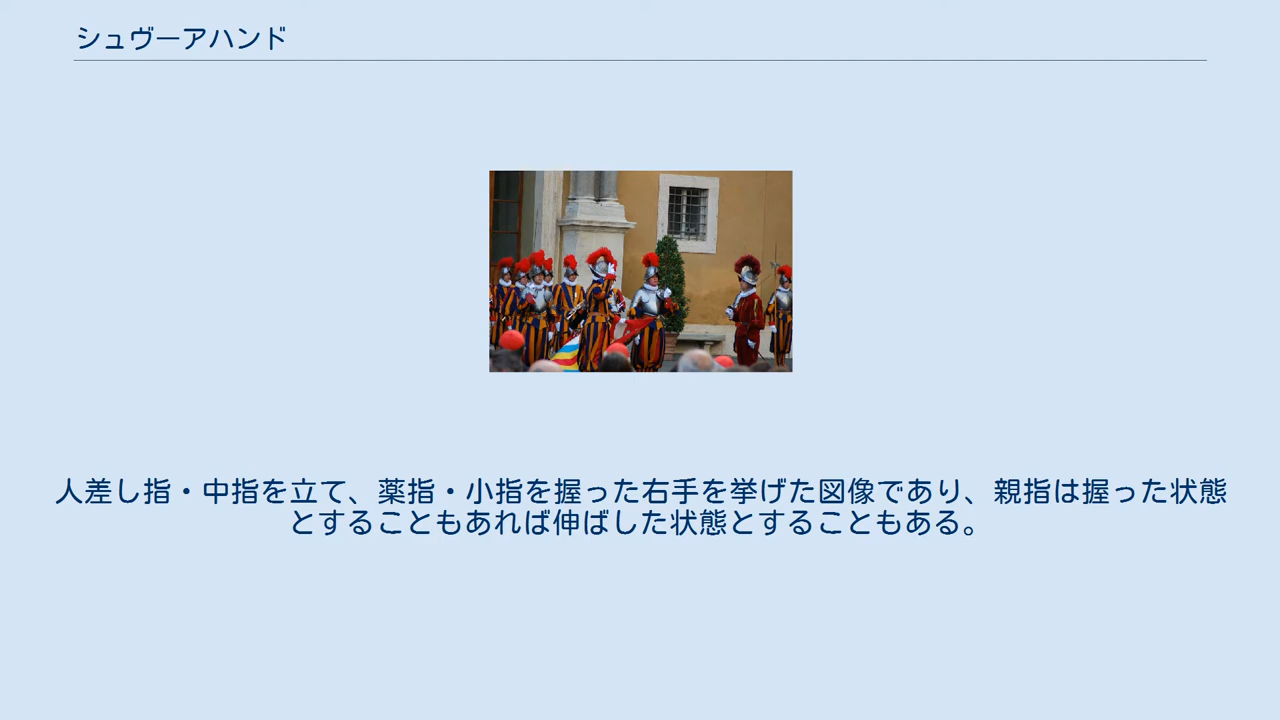 シュヴーアハンド
人差し指・中指を立て、薬指・小指を握った右手を挙げた図像であり、親指は握った状態
とすることもあれば伸ばした状態とすることもある。